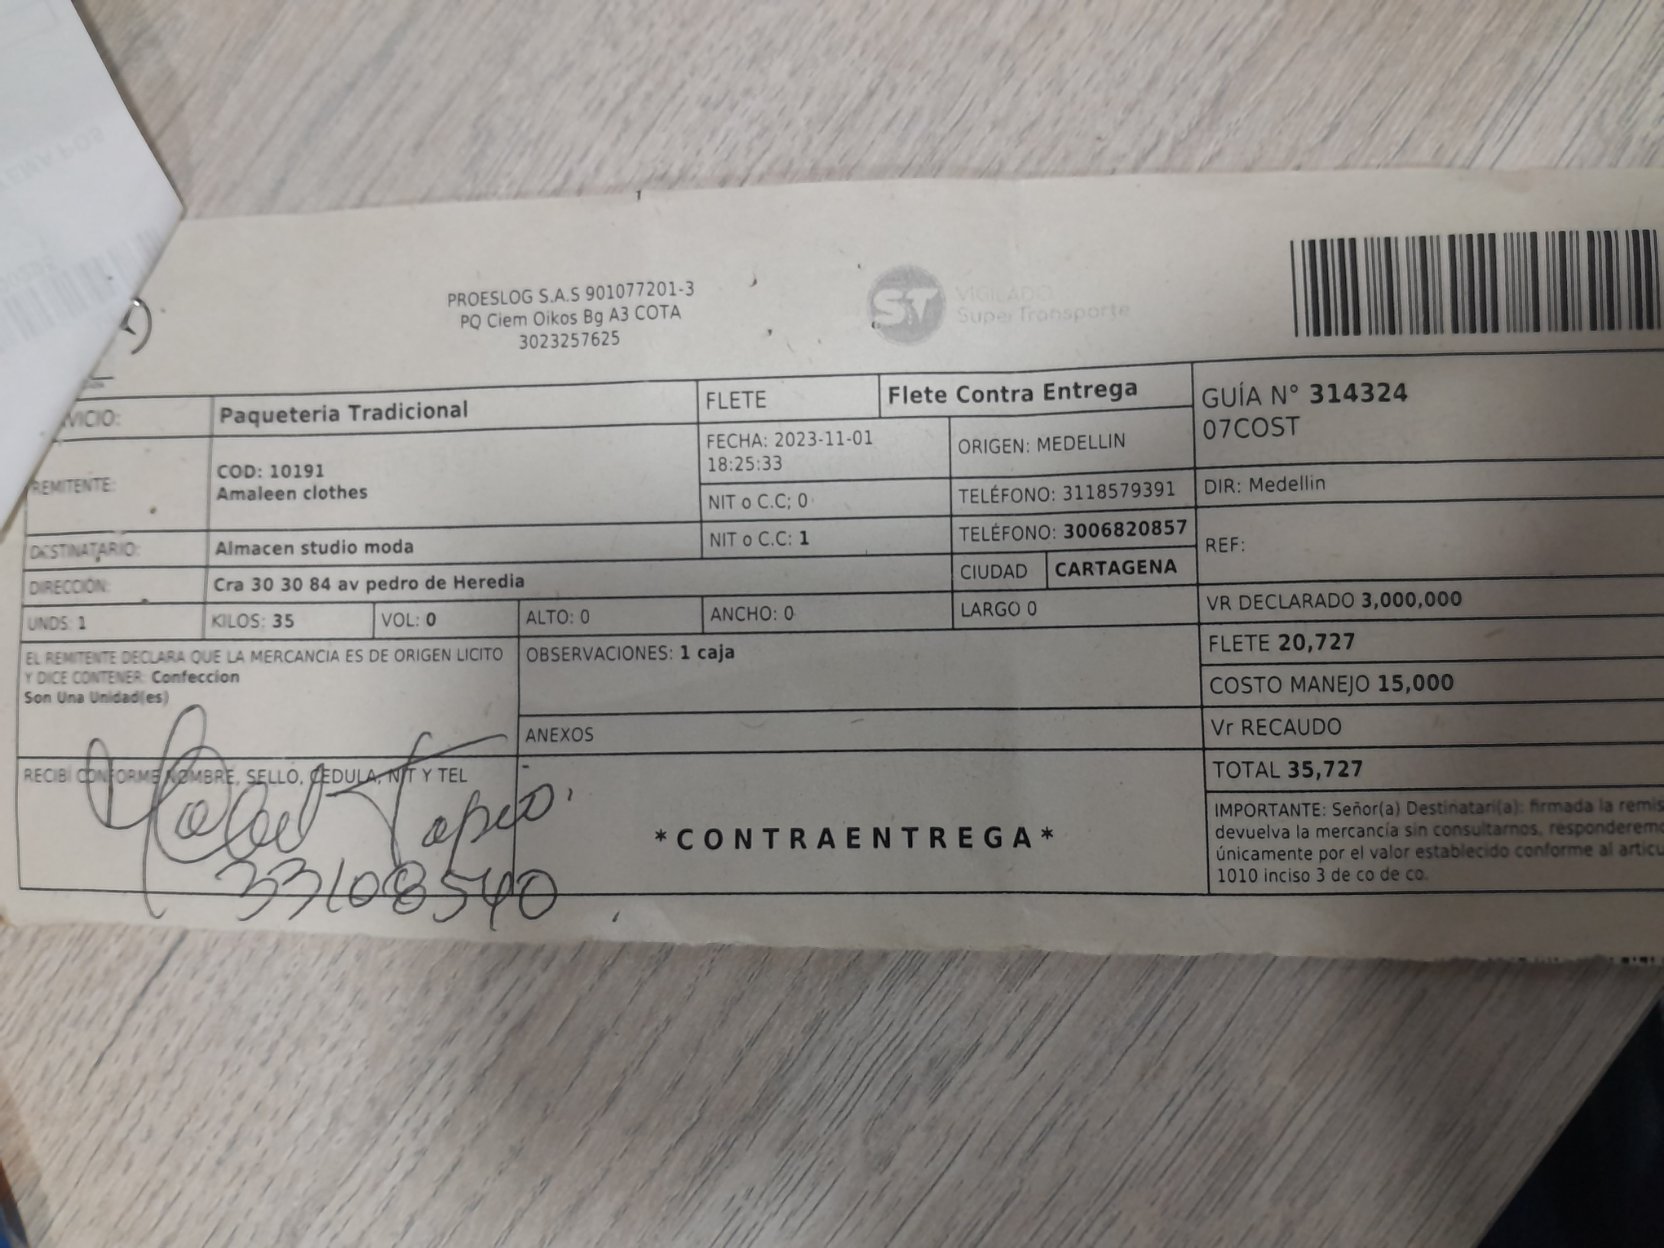 PROESLOG S.A.S 901077201-3
PQ Ciem Oikos Bg A3 COTA
3023257625
ST VIGILADO
SuperTransporte
VICIO: Paqueteria Tradicional
FLETE Flete Contra Entrega
GUÍA N° 314324
07COST
REMITENTE: COD: 10191
Amaleen clothes
FECHA: 2023-11-01
18:25:33
ORIGEN: MEDELLIN
NIT o C.C; 0
TELÉFONO: 3118579391
DIR: Medellin
DESTINATARIO: Almacen studio moda
NIT o C.C: 1
TELÉFONO: 3006820857
REF:
DIRECCIÓN: Cra 30 30 84 av pedro de Heredia
CIUDAD CARTAGENA
UNDS: 1 KILOS: 35 VOL: 0 ALTO: 0 ANCHO: 0 LARGO 0
VR DECLARADO 3,000,000
EL REMITENTE DECLARA QUE LA MERCANCIA ES DE ORIGEN LICITO
Y DICE CONTENER: Confeccion
Son Una Unidad(es)
OBSERVACIONES: 1 caja
FLETE 20,727
COSTO MANEJO 15,000
ANEXOS
Vr RECAUDO
RECIBÍ CONFORME NOMBRE, SELLO, CEDULA, NIT Y TEL
TOTAL 35,727
Lopez
33108540
*CONTRAENTREGA*
IMPORTANTE: Señor(a) Destinatari(a): firmada la remis
devuelva la mercancía sin consultarnos, responderemo
únicamente por el valor establecido conforme al articu
1010 inciso 3 de co de co.